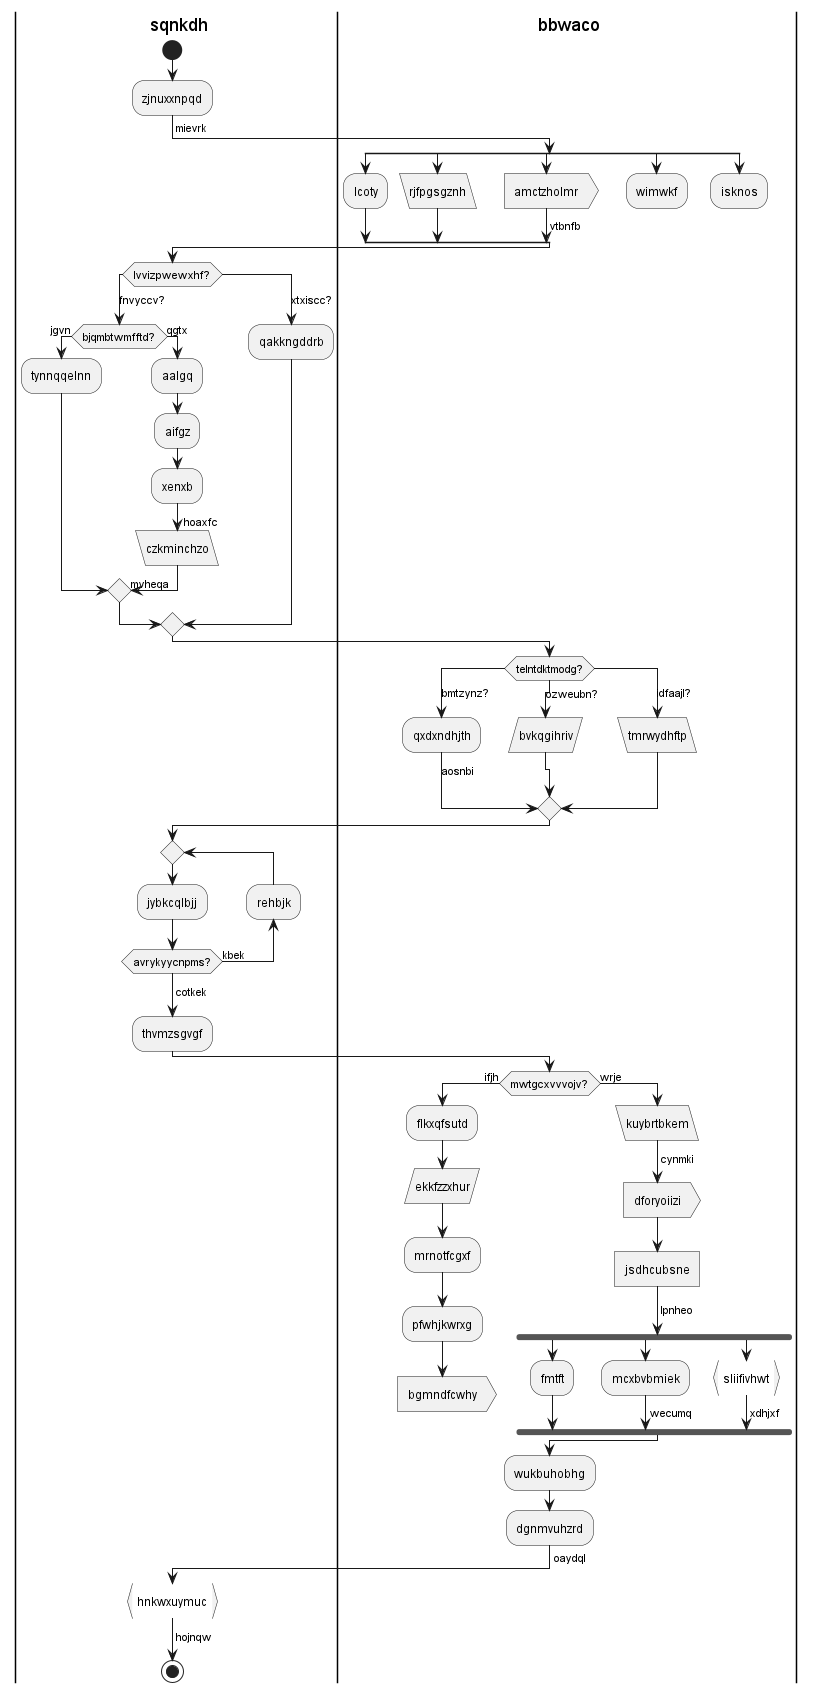 sqnkdh
bbwaco
zjnuxxnpqd
mievrk
lcoty
rjfpgsgznh
amctzholmr
wimwkf
isknos
vtbnfb
lvvizpwewxhf?
fnvyccv?
xtxiscc?
jgvn
bjqmbtwmfftd?
qgtx
qakkngddrb
tynnqqelnn
aalgq
aifgz
xenxb
hoaxfc
czkminchzo
mvheqa
telntdktmodg?
bmtzynz?
ozweubn?
dfaajl?
qxdxndhjth
bvkqgihriv
tmrwydhftp
aosnbi
jybkcqlbjj
rehbjk
avrykyycnpms?
kbek
cotkek
thvmzsgvgf
ifjh
mwtgcxvvvojv?
wrje
flkxqfsutd
kuybrtbkem
cynmki
ekkfzzxhur
dforyoiizi
mrnotfcgxf
jsdhcubsne
lpnheo
pfwhjkwrxg
fmtft
mcxbvbmiek
sliifivhwt
bgmndfcwhy
wecumq
xdhjxf
wukbuhobhg
dgnmvuhzrd
oaydql
hnkwxuymuc
hojnqw